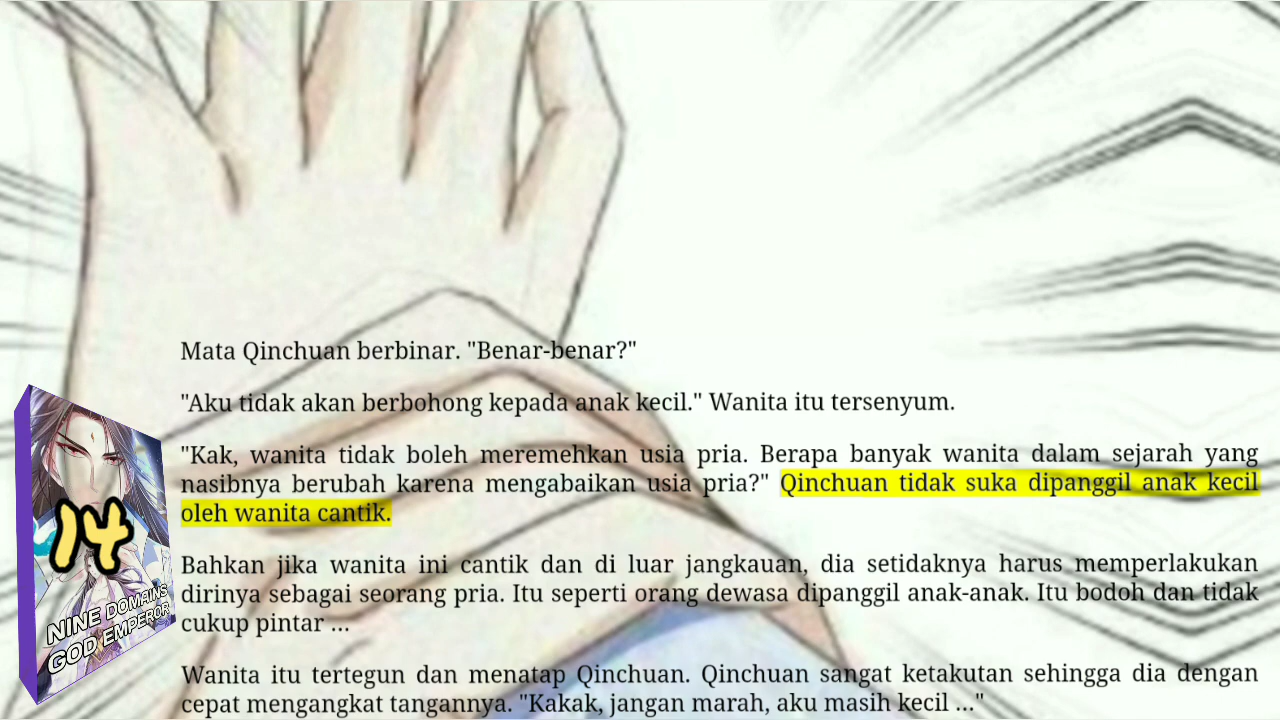 Mata Qinchuan berbinar. "Benar-benar?"
"Aku tidak akan berbohong kepada anak kecil." Wanita itu tersenyum.
"Kak, wanita tidak boleh meremehkan usia pria. Berapa banyak wanita dalam sejarah yang
nasibnya berubah karena mengabaikan usia pria?" Qinchuan tidak suka dipanggil anak kecil
oleh wanita cantik.
Bahkan jika wanita ini cantik dan di luar jangkauan, dia setidaknya harus memperlakukan
dirinya sebagai seorang pria. Itu seperti orang dewasa dipanggil anak-anak. Itu bodoh dan tidak
cukup pintar ...
Wanita itu tertegun dan menatap Qinchuan. Qinchuan sangat ketakutan sehingga dia dengan
cepat mengangkat tangannya. "Kakak, jangan marah, aku masih kecil ..."
14
NINE DOMAINS
GOD EMPEROR